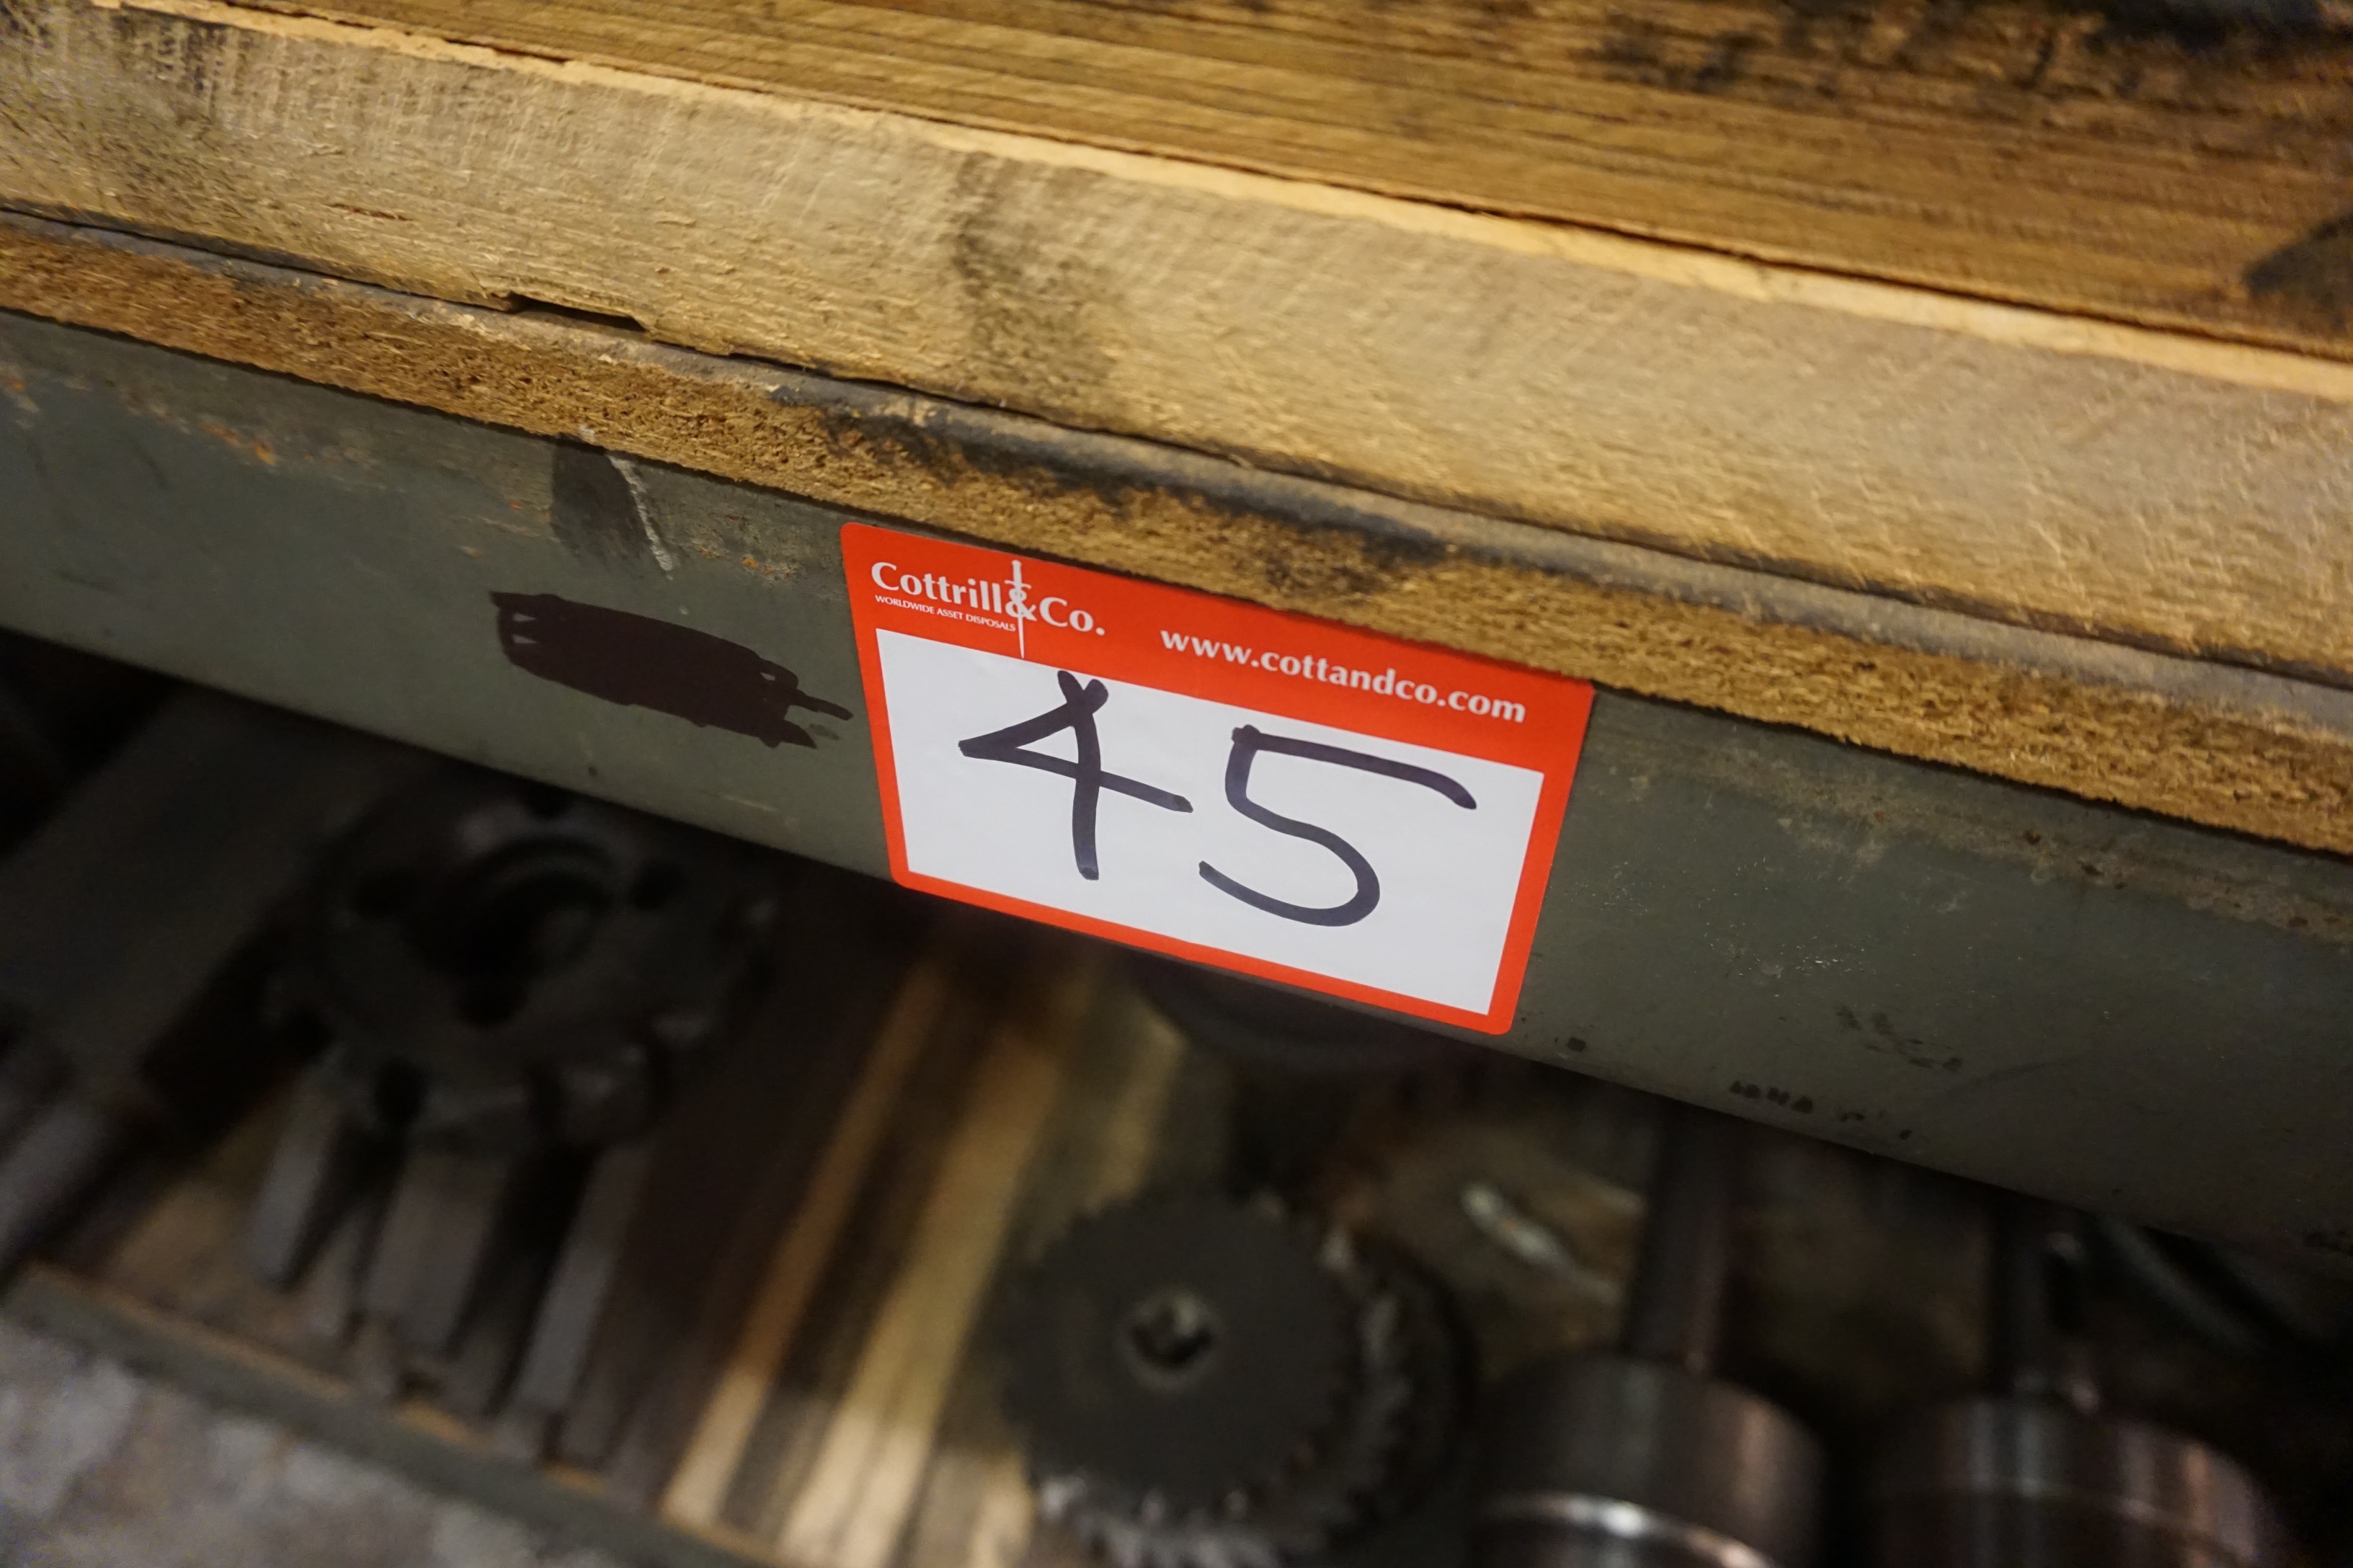 Cottrill&Co.
WORLDWIDE ASSET DISPOSALS
www.cottandco.com
45